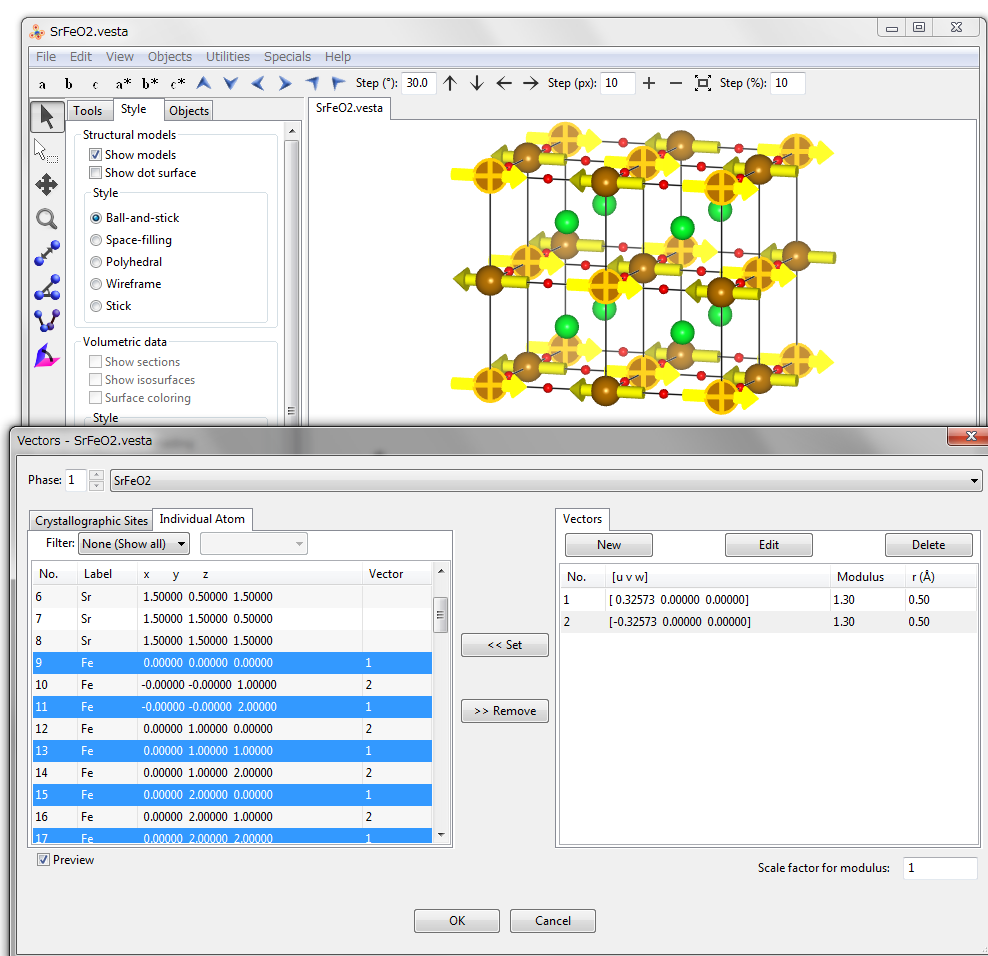 SrFeO2.vesta
File Edit View Objects Utilities Specials Help
a b c a* b* c* Step (°): 30.0 Step (px): 10 Step (%): 10
Tools Style Objects
SrFeO2.vesta
Structural models
Show models
Show dot surface
Style
Ball-and-stick
Space-filling
Polyhedral
Wireframe
Stick
Volumetric data
Show sections
Show isosurfaces
Surface coloring
Style
Vectors - SrFeO2.vesta
Phase: 1 SrFeO2
Crystallographic Sites Individual Atom
Filter: None (Show all)
No. Label x y z Vector
6 Sr 1.50000 0.50000 1.50000
7 Sr 1.50000 1.50000 0.50000
8 Sr 1.50000 1.50000 1.50000
9 Fe 0.00000 0.00000 0.00000 1
10 Fe -0.00000 -0.00000 1.00000 2
11 Fe -0.00000 -0.00000 2.00000 1
12 Fe 0.00000 1.00000 0.00000 2
13 Fe 0.00000 1.00000 1.00000 1
14 Fe 0.00000 1.00000 2.00000 2
15 Fe 0.00000 2.00000 0.00000 1
16 Fe 0.00000 2.00000 1.00000 2
17 Fe 0.00000 2.00000 2.00000 1
Preview
<< Set
>> Remove
Vectors
New Edit Delete
No. [u v w] Modulus r (Å)
1 [ 0.32573 0.00000 0.00000] 1.30 0.50
2 [-0.32573 0.00000 0.00000] 1.30 0.50
Scale factor for modulus: 1
OK Cancel